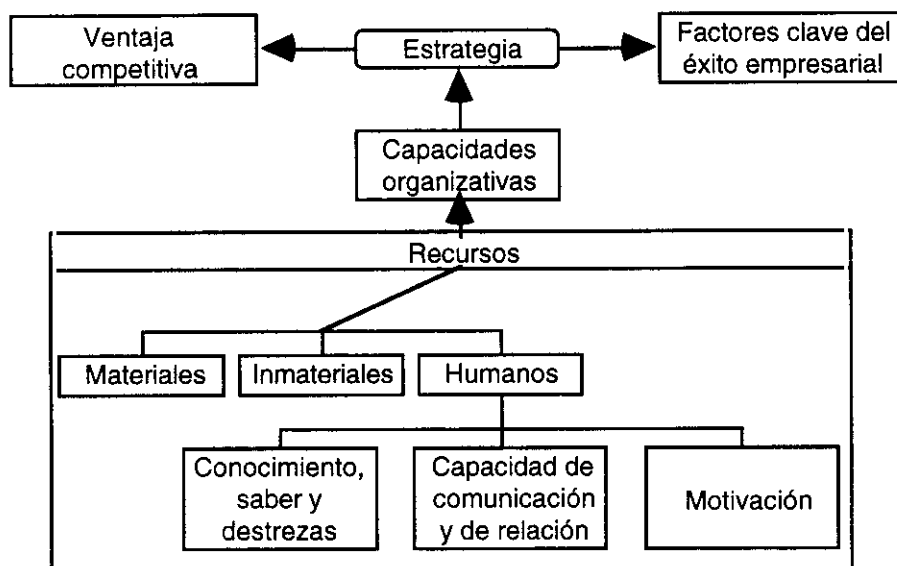 Ventaja
competitiva
Estrategia
Factores clave del
éxito empresarial
Capacidades
organizativas
Recursos
Materiales
Inmateriales
Humanos
Conocimiento,
saber y
destrezas
Capacidad de
comunicación
y de relación
Motivación